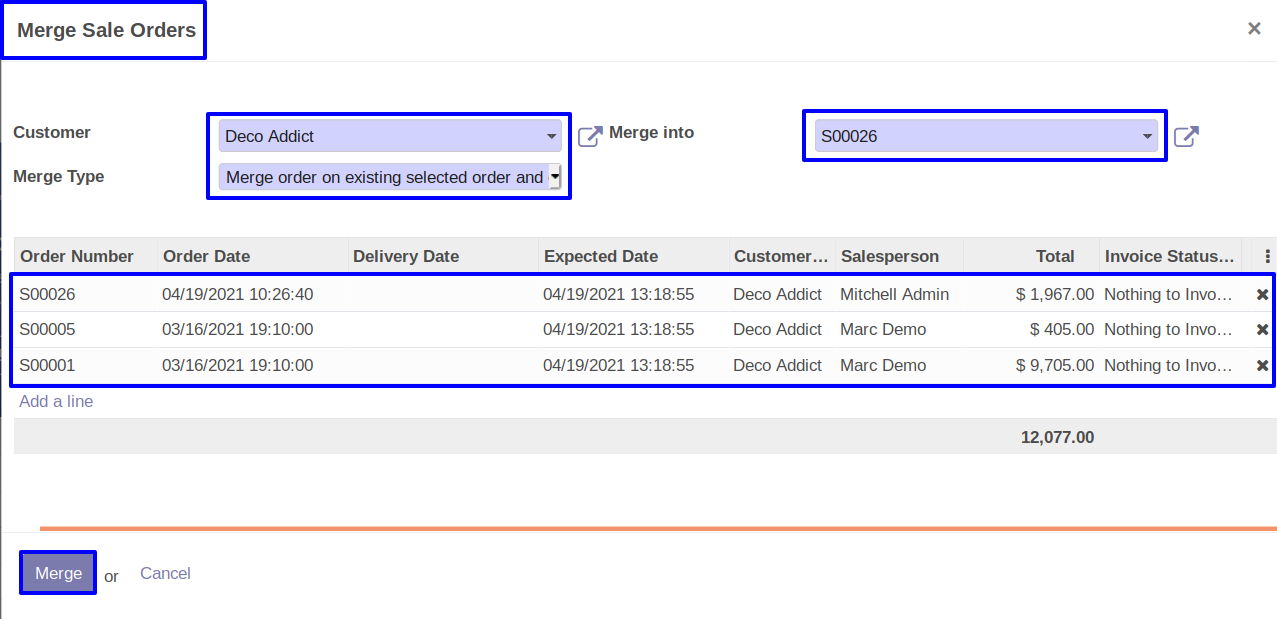 Merge Sale Orders ×
Customer Deco Addict Merge into S00026
Merge Type Merge order on existing selected order and
Order Number Order Date Delivery Date Expected Date Customer... Salesperson Total Invoice Status...
S00026 04/19/2021 10:26:40 04/19/2021 13:18:55 Deco Addict Mitchell Admin $ 1,967.00 Nothing to Invo...
S00005 03/16/2021 19:10:00 04/19/2021 13:18:55 Deco Addict Marc Demo $ 405.00 Nothing to Invo...
S00001 03/16/2021 19:10:00 04/19/2021 13:18:55 Deco Addict Marc Demo $ 9,705.00 Nothing to Invo...
Add a line
12,077.00
Merge or Cancel